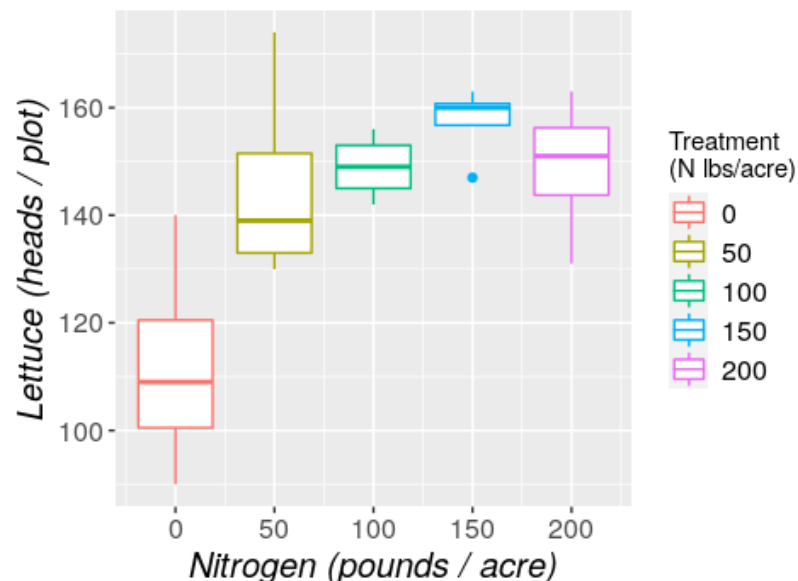 160
140
120
100
Lettuce (heads / plot)
0 50 100 150 200
Nitrogen (pounds / acre)
Treatment
(N lbs/acre)
0
50
100
150
200